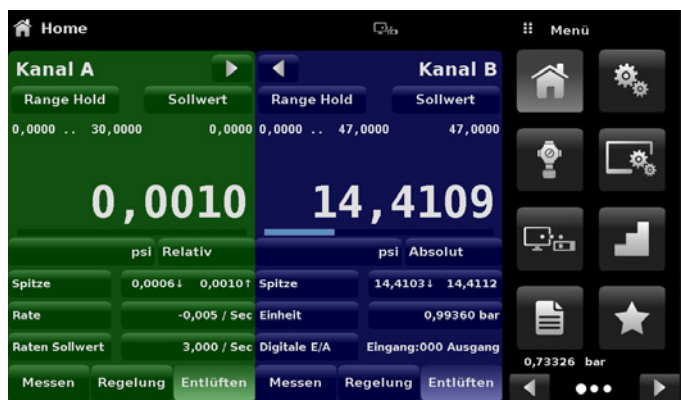 Home
Menü
Kanal A
Kanal B
Range Hold Sollwert Range Hold Sollwert
0,0000 .. 30,0000 0,0000 0,0000 .. 47,0000 47,0000
0,0010 14,4109
psi Relativ psi Absolut
Spitze 0,0006↓ 0,0010↑ Spitze 14,4103↓ 14,4112
Rate -0,005 / Sec Einheit 0,99360 bar
Raten Sollwert 3,000 / Sec Digitale E/A Eingang:000 Ausgang
0,73326 bar
Messen Regelung Entlüften Messen Regelung Entlüften